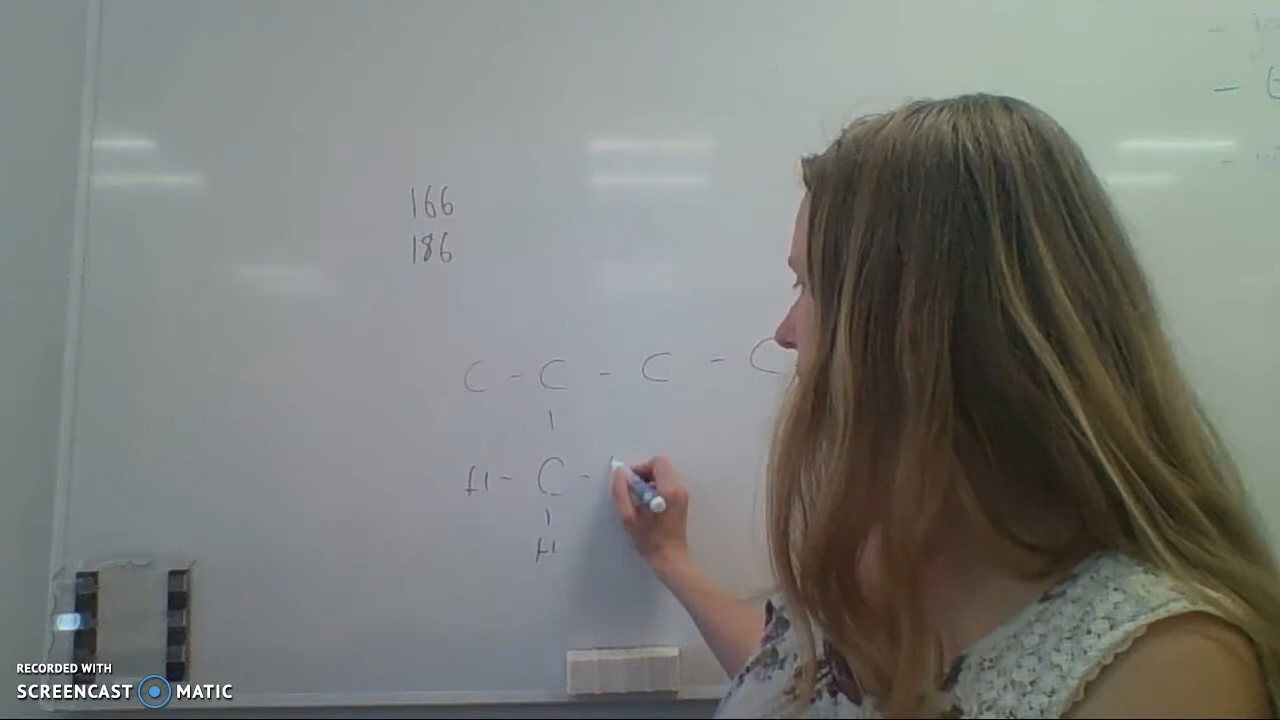 166
186
C - C - C - C
H - C -
H
RECORDED WITH
SCREENCAST MATIC